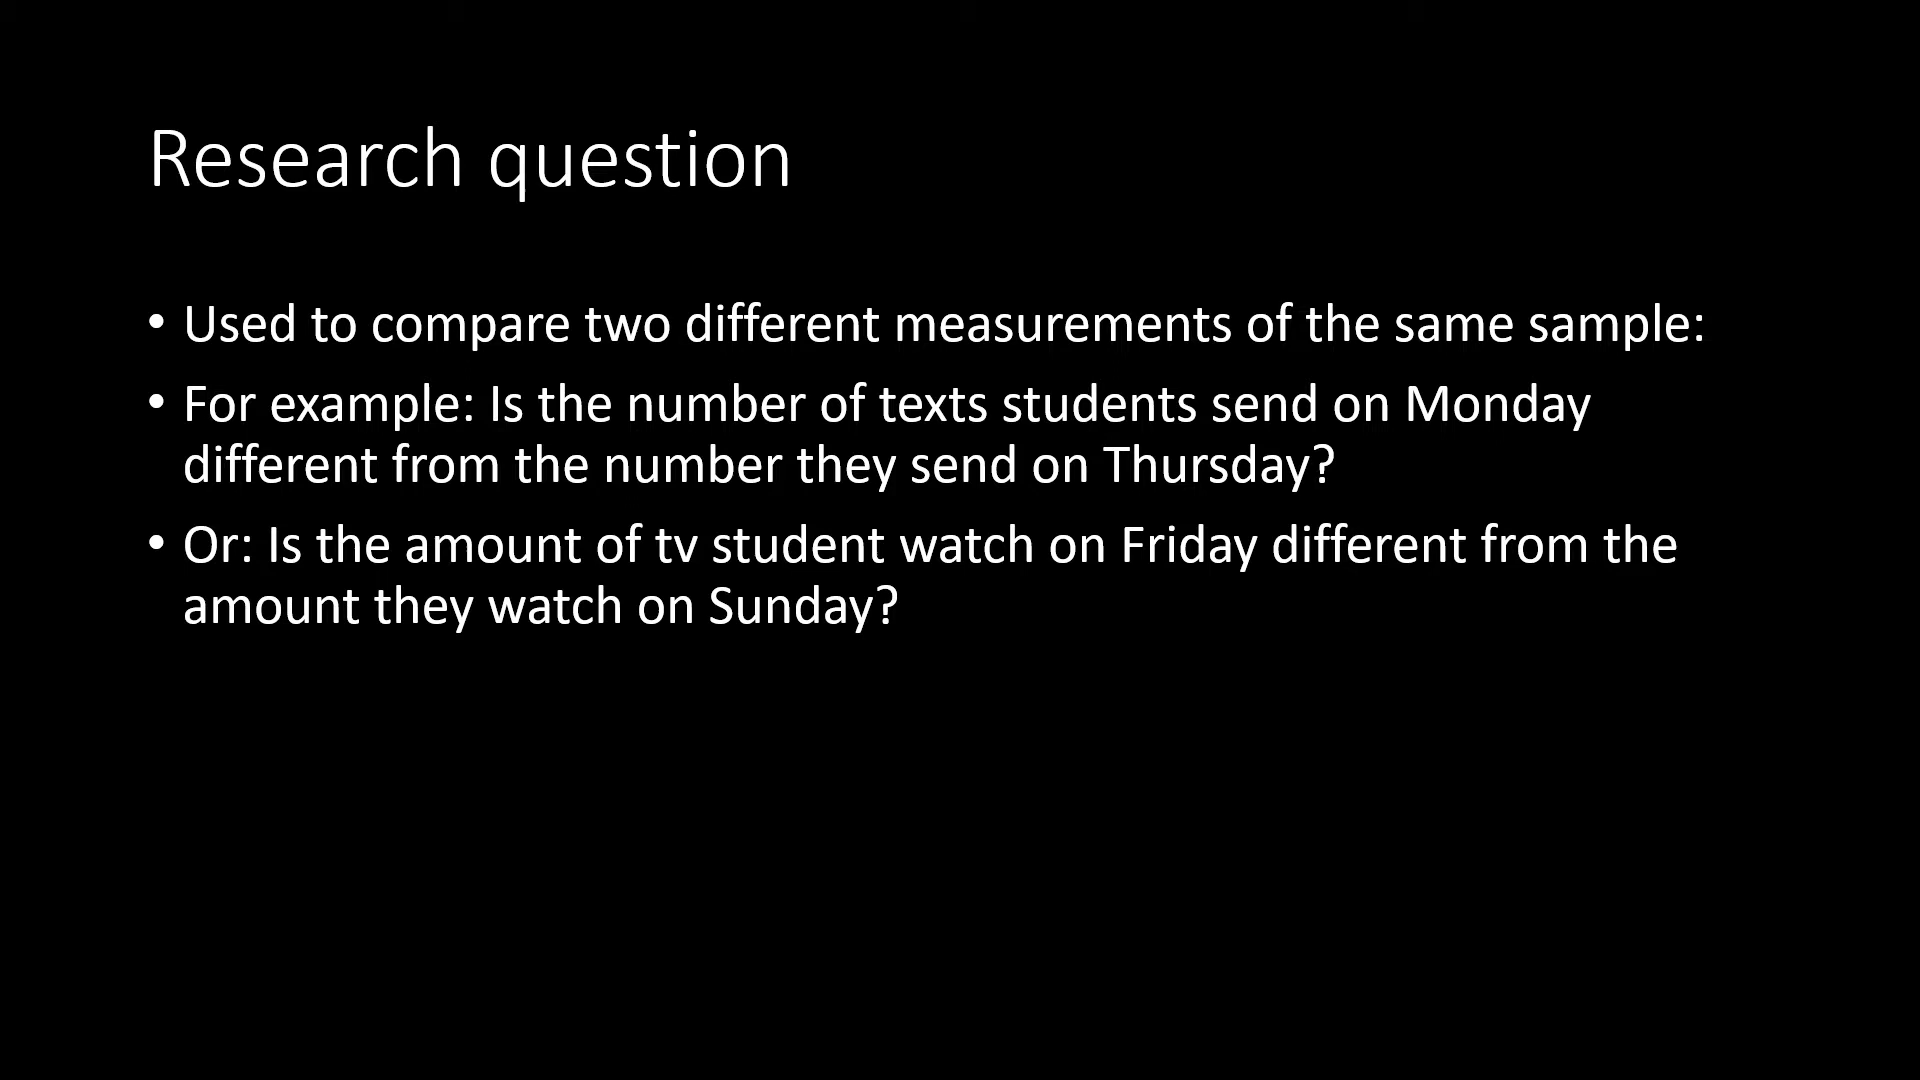 Research question
• Used to compare two different measurements of the same sample:
• For example: Is the number of texts students send on Monday
different from the number they send on Thursday?
• Or: Is the amount of tv student watch on Friday different from the
amount they watch on Sunday?